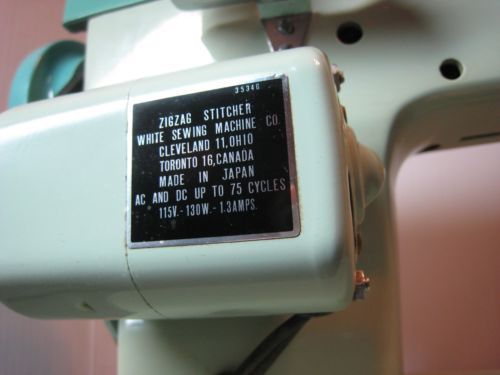 35346
ZIGZAG STITCHER
WHITE SEWING MACHINE CO.
CLEVELAND 11, OHIO
TORONTO 16, CANADA
MADE IN JAPAN
AC AND DC UP TO 75 CYCLES
115V.-130W.-1.3AMPS.